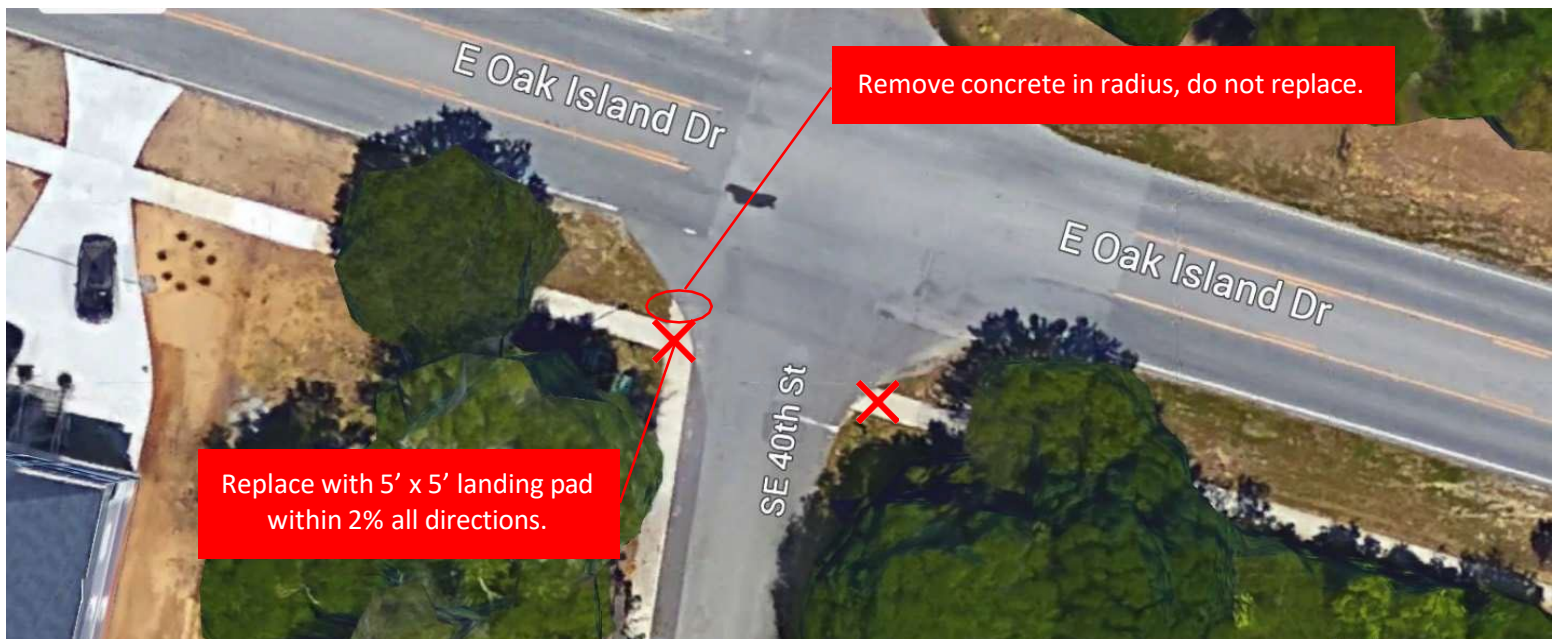 E Oak Island Dr
Remove concrete in radius, do not replace.
E Oak Island Dr
SE 40th St
Replace with 5’ x 5’ landing pad
within 2% all directions.